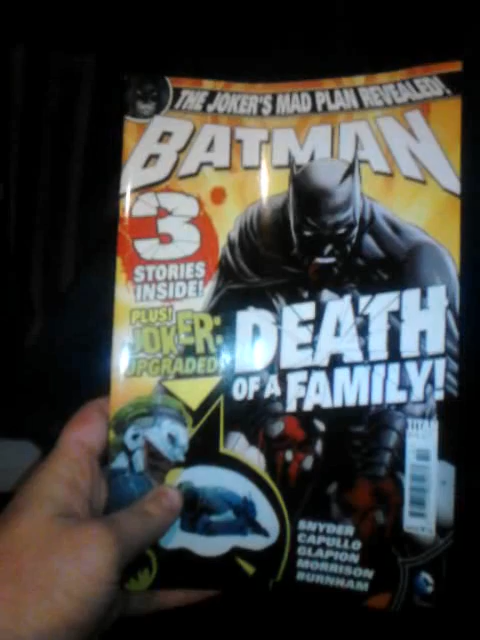 THE JOKER'S MAD PLAN REVEALED!
BATMAN
3
STORIES
INSIDE!
PLUS!
JOKER:
UPGRADED
DEATH
OF A FAMILY!
TITAN
SNYDER
CAPULLO
GLAPION
MORRISON
BURNHAM